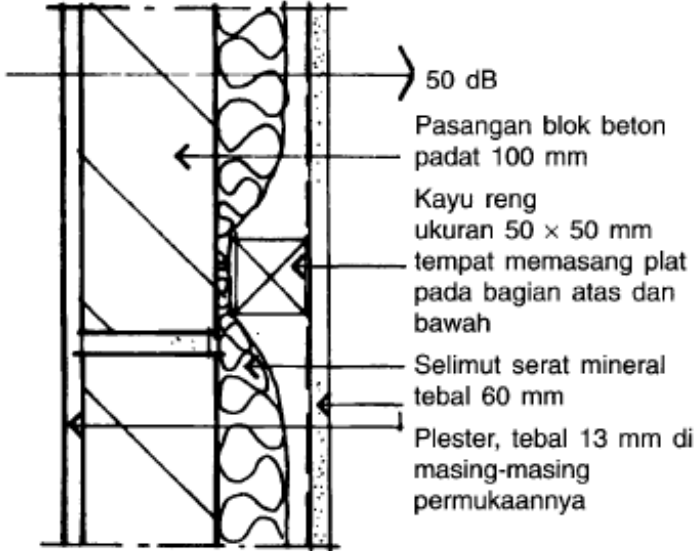 50 dB
Pasangan blok beton
padat 100 mm
Kayu reng
ukuran 50 × 50 mm
tempat memasang plat
pada bagian atas dan
bawah
Selimut serat mineral
tebal 60 mm
Plester, tebal 13 mm di
masing-masing
permukaannya